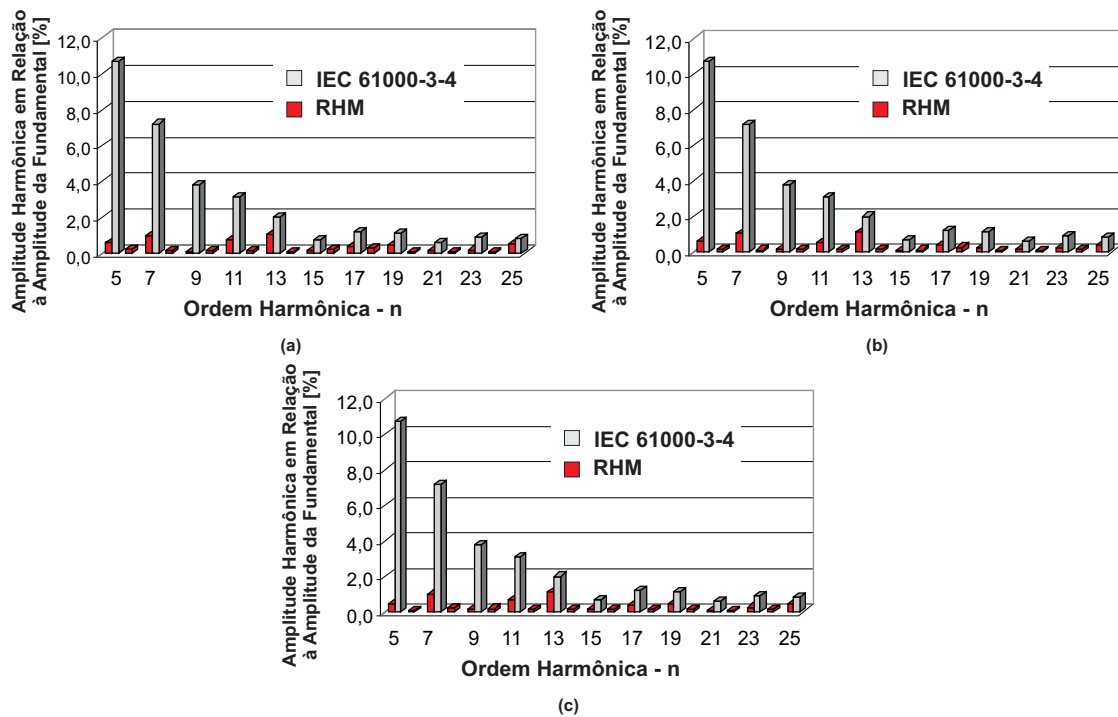 Amplitude Harmônica em Relação
à Amplitude da Fundamental [%]
12,0
10,0
8,0
6,0
4,0
2,0
0,0
IEC 61000-3-4
RHM
5 7 9 11 13 15 17 19 21 23 25
Ordem Harmônica - n
(a)
Amplitude Harmônica em Relação
à Amplitude da Fundamental [%]
12,0
10,0
8,0
6,0
4,0
2,0
0,0
IEC 61000-3-4
RHM
5 7 9 11 13 15 17 19 21 23 25
Ordem Harmônica - n
(b)
Amplitude Harmônica em Relação
à Amplitude da Fundamental [%]
12,0
10,0
8,0
6,0
4,0
2,0
0,0
IEC 61000-3-4
RHM
5 7 9 11 13 15 17 19 21 23 25
Ordem Harmônica - n
(c)